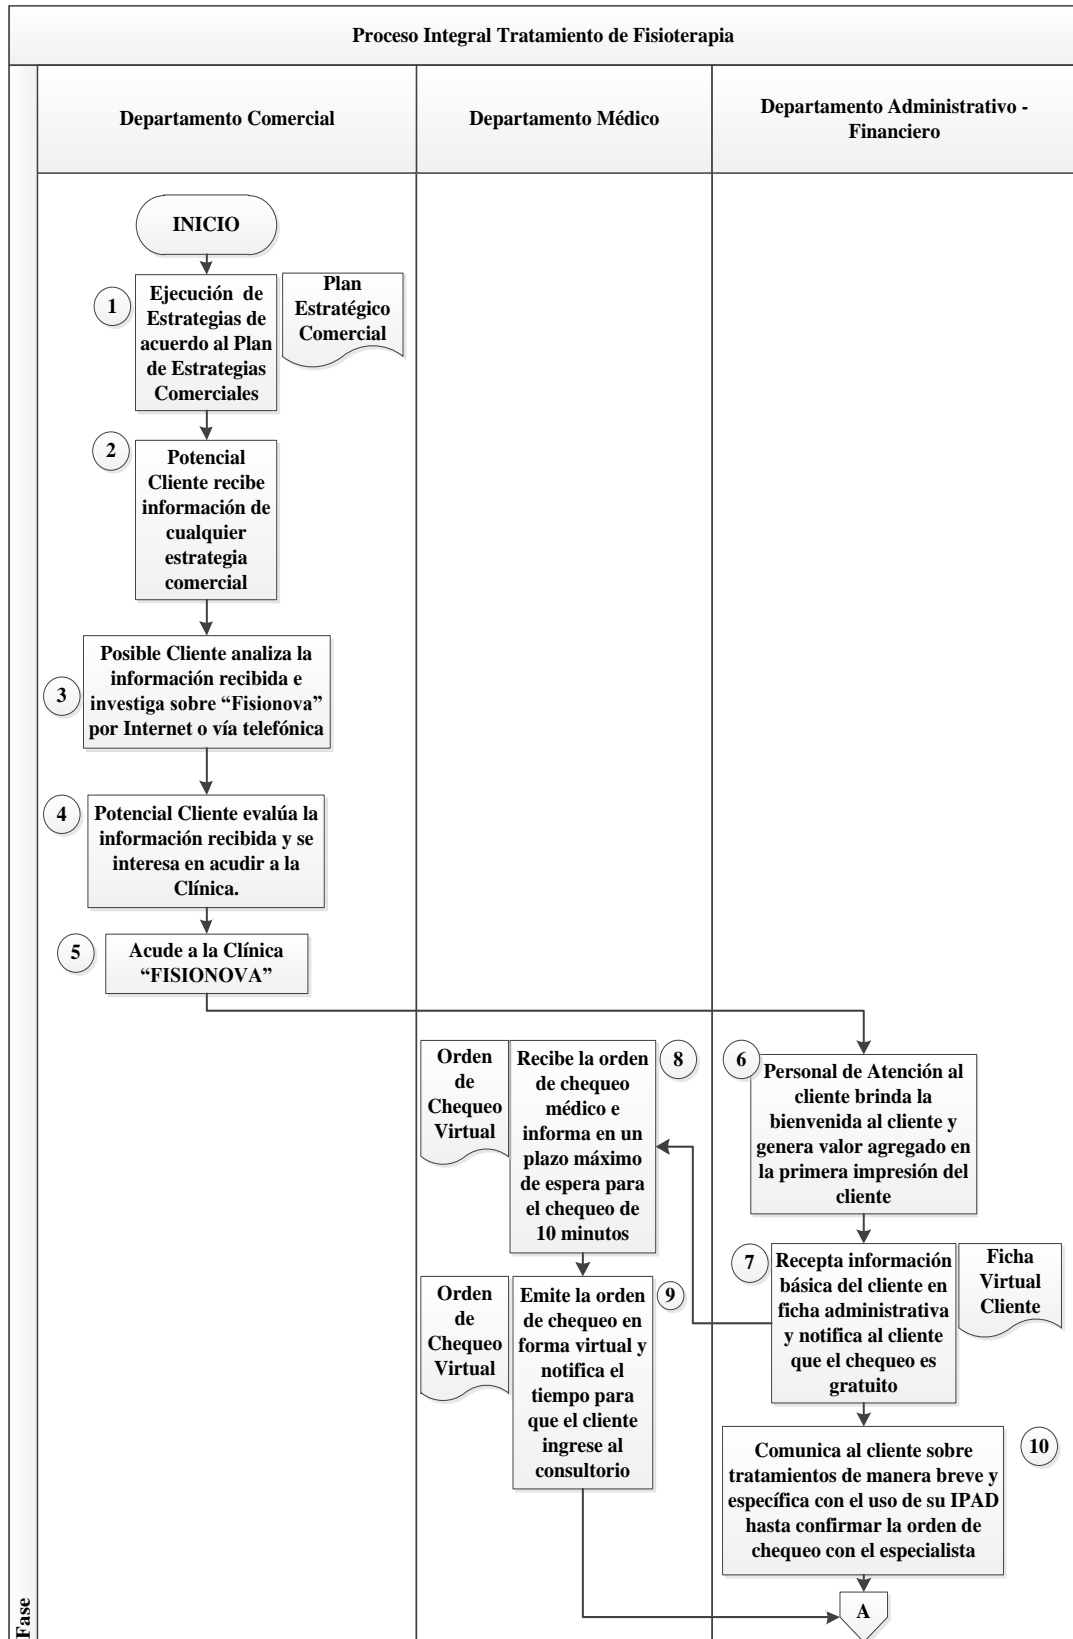 Proceso Integral Tratamiento de Fisioterapia
Departamento Comercial
Departamento Médico
Departamento Administrativo -
Financiero
INICIO
1
Ejecución de
Estrategias de
acuerdo al Plan
de Estrategias
Comerciales
Plan
Estratégico
Comercial
2
Potencial
Cliente recibe
información de
cualquier
estrategia
comercial
3
Posible Cliente analiza la
información recibida e
investiga sobre “Fisionova”
por Internet o vía telefónica
4
Potencial Cliente evalúa la
información recibida y se
interesa en acudir a la
Clínica.
5
Acude a la Clínica
“FISIONOVA”
6
Personal de Atención al
cliente brinda la
bienvenida al cliente y
genera valor agregado en
la primera impresión del
cliente
7
Recepta información
básica del cliente en
ficha administrativa
y notifica al cliente
que el chequeo es
gratuito
Ficha
Virtual
Cliente
Orden
de
Chequeo
Virtual
Recibe la orden
de chequeo
médico e
informa en un
plazo máximo
de espera para
el chequeo de
10 minutos
8
Orden
de
Chequeo
Virtual
Emite la orden
de chequeo en
forma virtual y
notifica el
tiempo para
que el cliente
ingrese al
consultorio
9
Comunica al cliente sobre
tratamientos de manera breve y
específica con el uso de su IPAD
hasta confirmar la orden de
chequeo con el especialista
10
A
Fase